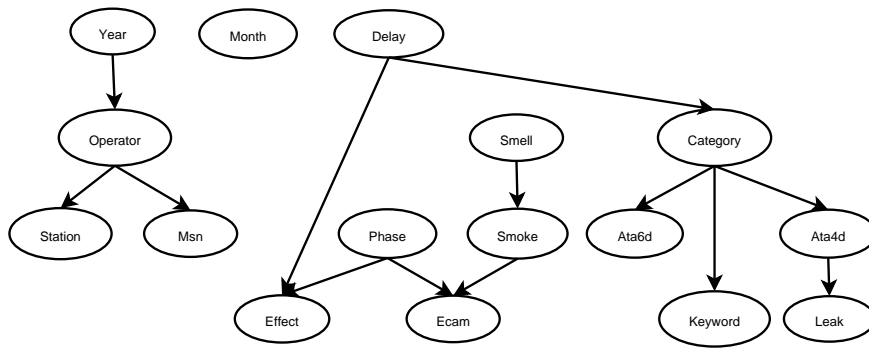 Year
Month
Delay
Operator
Smell
Category
Station
Msn
Phase
Smoke
Ata6d
Ata4d
Effect
Ecam
Keyword
Leak